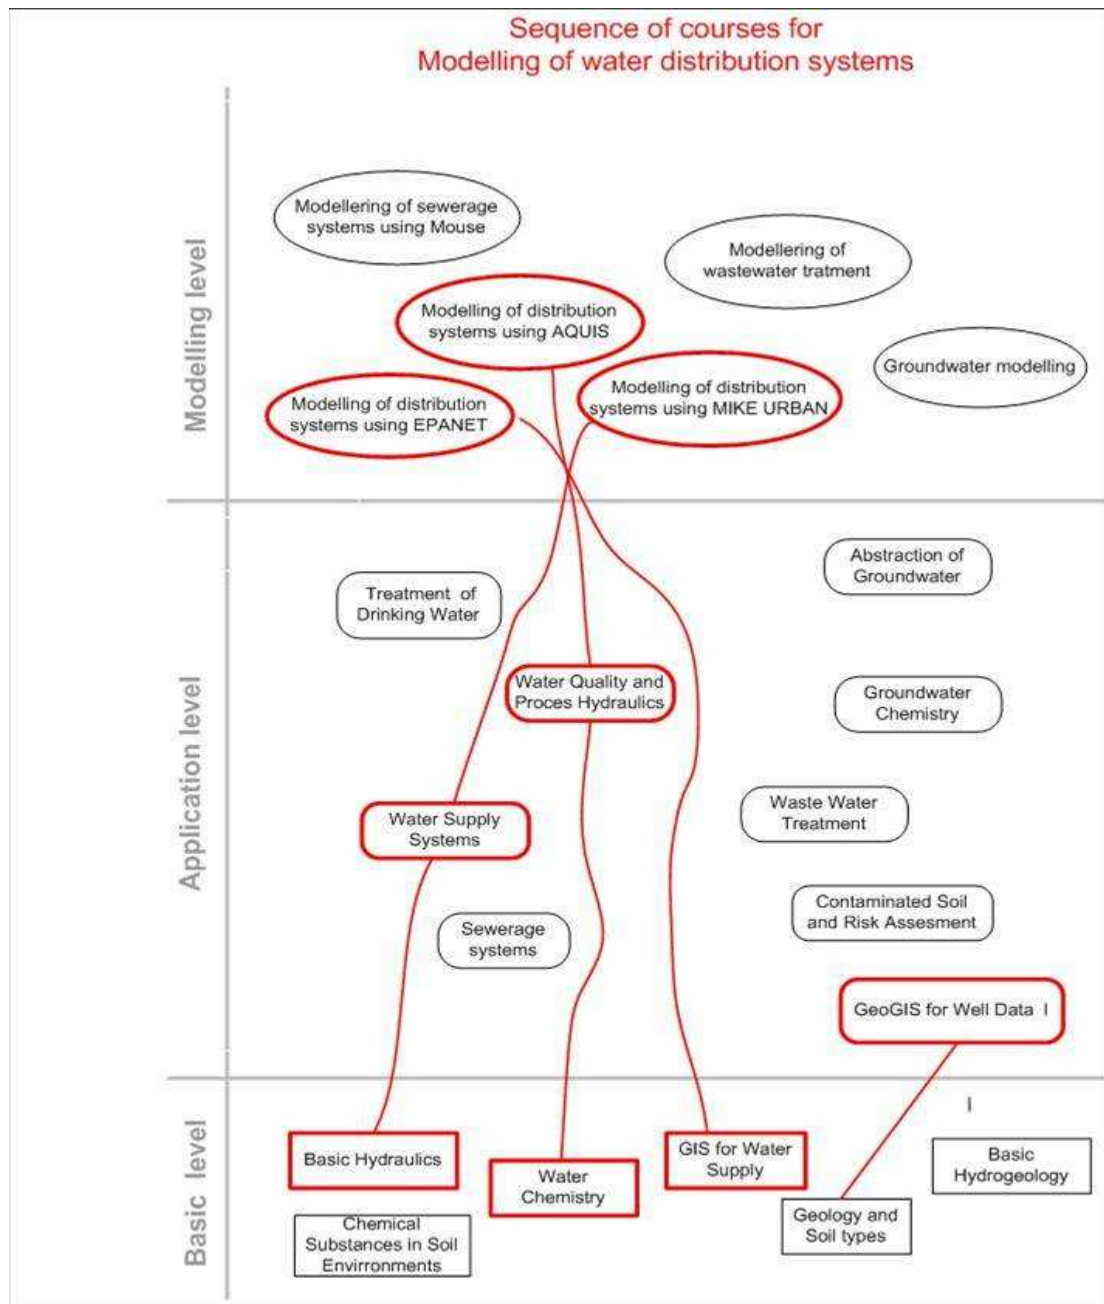 Sequence of courses for
Modelling of water distribution systems
Modelling level
Modellering of sewerage
systems using Mouse
Modellering of
wastewater tratment
Modelling of distribution
systems using AQUIS
Groundwater modelling
Modelling of distribution
systems using EPANET
Modelling of distribution
systems using MIKE URBAN
Application level
Abstraction of
Groundwater
Treatment of
Drinking Water
Water Quality and
Proces Hydraulics
Groundwater
Chemistry
Water Supply
Systems
Waste Water
Treatment
Contaminated Soil
and Risk Assesment
Sewerage
systems
GeoGIS for Well Data I
Basic level
I
Basic Hydraulics
Water
Chemistry
GIS for Water
Supply
Basic
Hydrogeology
Geology and
Soil types
Chemical
Substances in Soil
Envirronments